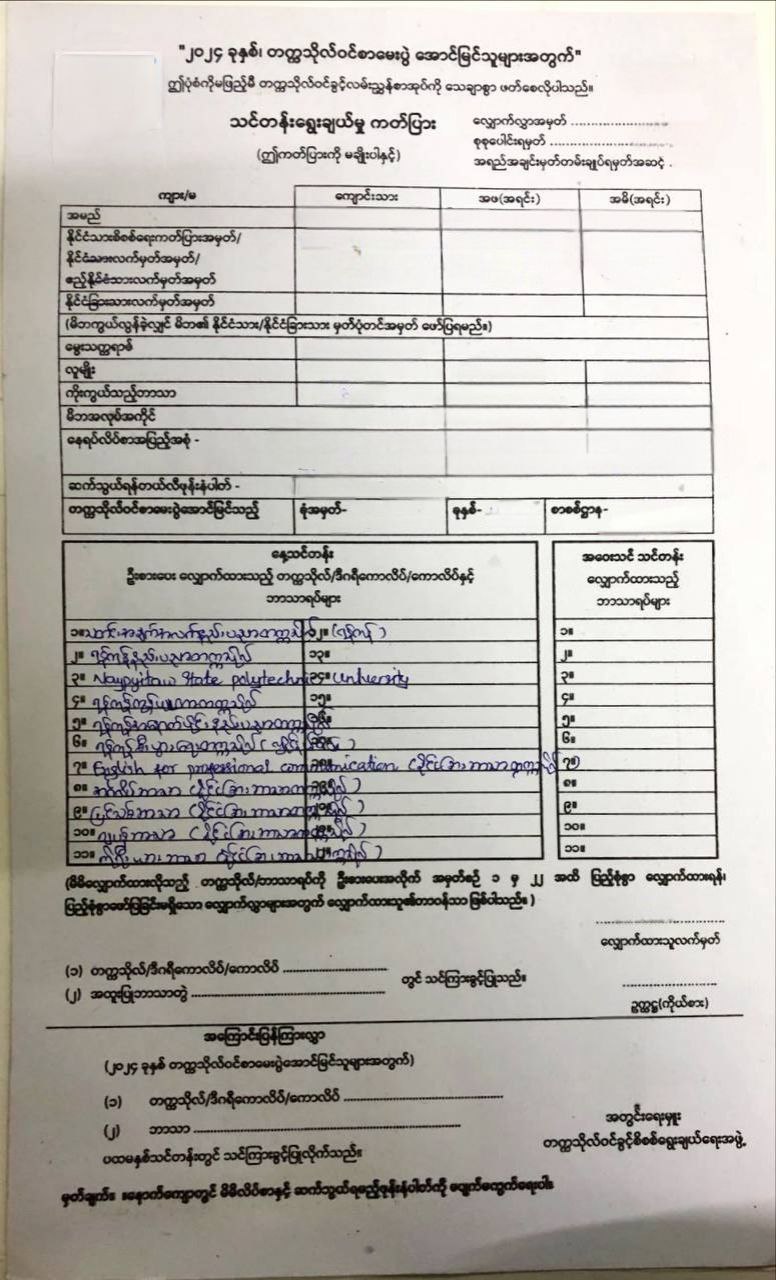 "၂၀၂၄ ခုနှစ်၊ တက္ကသိုလ်ဝင်စာမေးပွဲ အောင်မြင်သူများအတွက်"
ဤပုံစံကိုမဖြည့်မီ တက္ကသိုလ်ဝင်ခွင့်လမ်းညွှန်စာအုပ်ကို သေချာစွာ ဖတ်စေလိုပါသည်။
သင်တန်းရွေးချယ်မှု ကတ်ပြား
လျှောက်လွှာအမှတ် ........................
(ဤကတ်ပြားကို မချိုးပါနှင့်)
စုစုပေါင်းရမှတ် ........................
အရည်အချင်းမှတ်တမ်းချုပ်ရမှတ်အဆင့် .
ကျား/မ ကျောင်းသား အဖ(အရင်း) အမိ(အရင်း)
အမည်
နိုင်ငံသားစိစစ်ရေးကတ်ပြားအမှတ်/
နိုင်ငံသားလက်မှတ်အမှတ်/
ဧည့်နိုင်ငံသားလက်မှတ်အမှတ်
နိုင်ငံခြားသားလက်မှတ်အမှတ်
(မိဘကွယ်လွန်ခဲ့လျှင် မိဘ၏ နိုင်ငံသား/နိုင်ငံခြားသား မှတ်ပုံတင်အမှတ် ဖော်ပြရမည်။)
မွေးသက္ကရာဇ်
လူမျိုး
ကိုးကွယ်သည့်ဘာသာ
မိဘအလုပ်အကိုင်
နေရပ်လိပ်စာအပြည့်အစုံ -
ဆက်သွယ်ရန်တယ်လီဖုန်းနံပါတ် -
တက္ကသိုလ်ဝင်စာမေးပွဲအောင်မြင်သည့် ခုံအမှတ်- ခုနှစ်- စာစစ်ဌာန-
နေ့သင်တန်း
ဦးစားပေး လျှောက်ထားသည့် တက္ကသိုလ်/ဒီဂရီကောလိပ်/ကောလိပ်နှင့်
ဘာသာရပ်များ
အဝေးသင် သင်တန်း
လျှောက်ထားသည့်
ဘာသာရပ်များ
၁။ သတင်းအချက်အလက်နည်းပညာတက္ကသိုလ် ၁၂။ (ရန်ကုန်) ၁။
၂။ ရန်ကုန်နည်းပညာတက္ကသိုလ် ၁၃။ ၂။
၃။ Naypyitaw State polytechnic University ၃။
၄။ ၁၅။ ၄။
၅။ ၅။
၆။ ရန်ကုန်စီးပွားရေးတက္ကသိုလ် ၆။
၇။ English for professional communication (နိုင်ငံခြားဘာသာတက္ကသိုလ်) ၇။
၈။ (နိုင်ငံခြားဘာသာတက္ကသိုလ်) ၈။
၉။ ပြင်သစ်ဘာသာ (နိုင်ငံခြားဘာသာတက္ကသိုလ်) ၉။
၁၀။ ဂျပန်ဘာသာ (နိုင်ငံခြားဘာသာတက္ကသိုလ်) ၁၀။
၁၁။ ကိုရီးယားဘာသာ (နိုင်ငံခြားဘာသာတက္ကသိုလ်) ၁၁။
(မိမိလျှောက်ထားလိုသည့် တက္ကသိုလ်/ဘာသာရပ်ကို ဦးစားပေးအလိုက် အမှတ်စဉ် ၁ မှ ၂၂ အထိ ပြည့်စုံစွာ လျှောက်ထားရန်၊
ပြည့်စုံစွာဖော်ပြခြင်းမရှိသော လျှောက်လွှာများအတွက် လျှောက်ထားသူ၏တာဝန်သာ ဖြစ်ပါသည်။)
လျှောက်ထားသူလက်မှတ်
(၁) တက္ကသိုလ်/ဒီဂရီကောလိပ်/ကောလိပ် ........................
တွင် သင်ကြားခွင့်ပြုသည်။
(၂) အထူးပြုဘာသာတွဲ ........................
ဥက္ကဋ္ဌ(ကိုယ်စား)
အကြောင်းပြန်ကြားလွှာ
(၂၀၂၄ ခုနှစ် တက္ကသိုလ်ဝင်စာမေးပွဲအောင်မြင်သူများအတွက်)
(၁) တက္ကသိုလ်/ဒီဂရီကောလိပ်/ကောလိပ် ........................
(၂) ဘာသာ ........................
အတွင်းရေးမှူး
တက္ကသိုလ်ဝင်ခွင့်စိစစ်ရွေးချယ်ရေးအဖွဲ့
ပထမနှစ်သင်တန်းတွင် သင်ကြားခွင့်ပြုလိုက်သည်။
မှတ်ချက်။ ။နောက်ကျောတွင် မိမိလိပ်စာနှင့် ဆက်သွယ်ရမည့်ဖုန်းနံပါတ်ကို မပျက်မကွက်ရေးပါ။